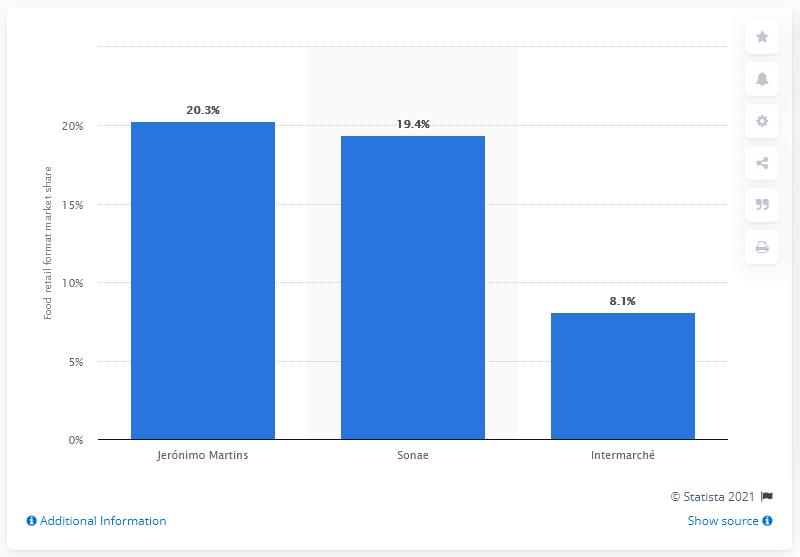 20.3%
19.4%
8.1%
20%
15%
10%
5%
0%
Food retail format market share
Jerónimo Martins
Sonae
Intermarché
© Statista 2021
Additional Information
Show source